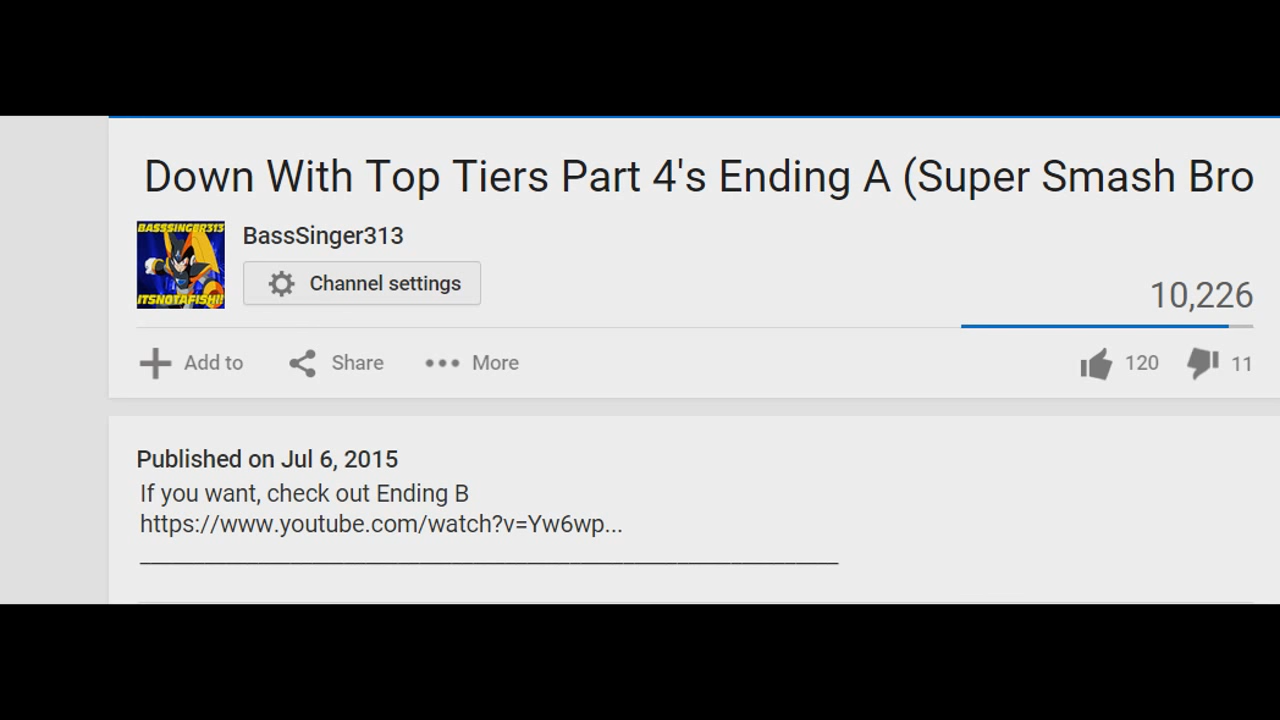 Down With Top Tiers Part 4's Ending A (Super Smash Bro
BASSSINGER313
ITSNOTAFISH!!
BassSinger313
Channel settings
10,226
Add to Share More 120 11
Published on Jul 6, 2015
If you want, check out Ending B
https://www.youtube.com/watch?v=Yw6wp...